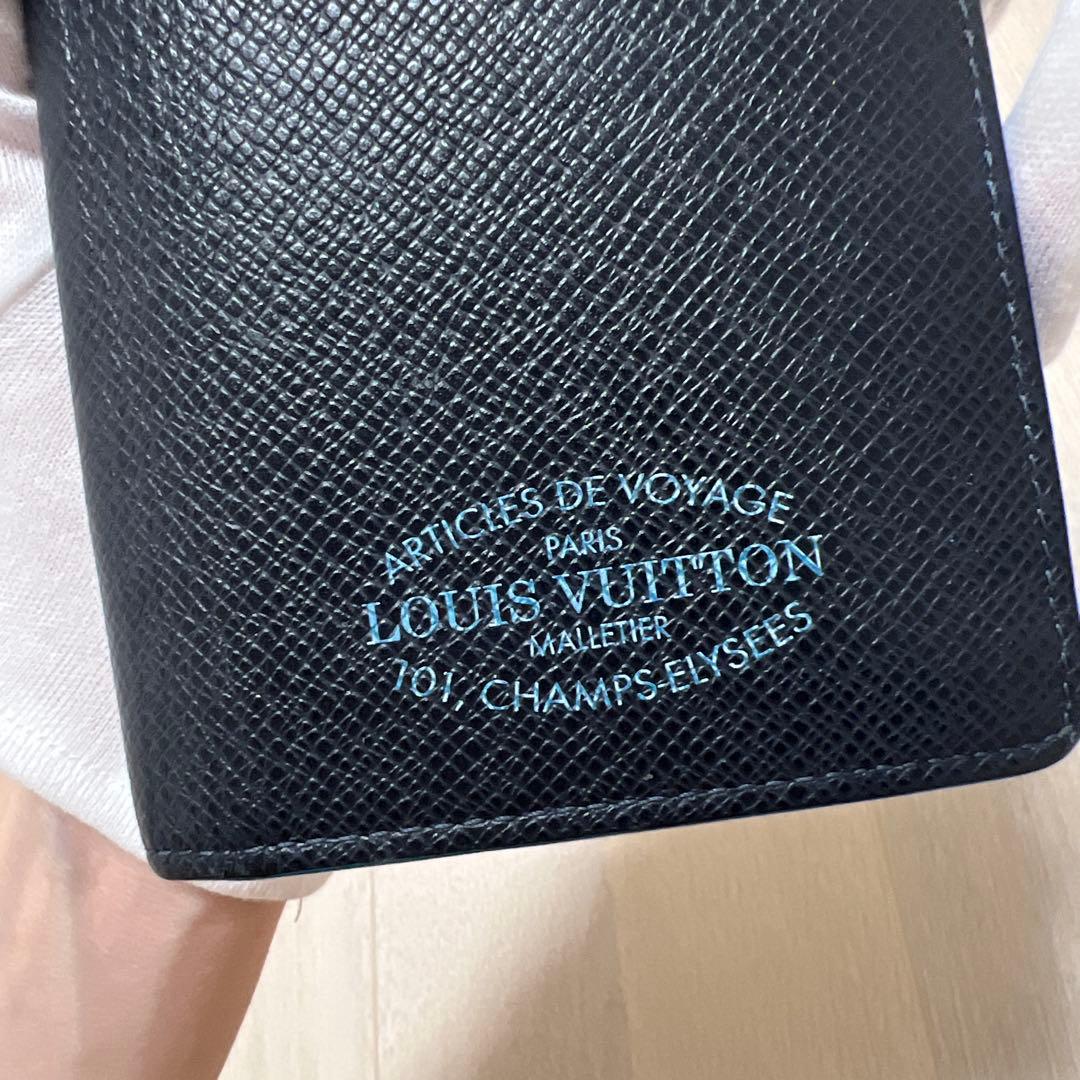 ARTICLES DE VOYAGE
PARIS
LOUIS VUITTON
MALLETIER
101, CHAMPS-ELYSEES